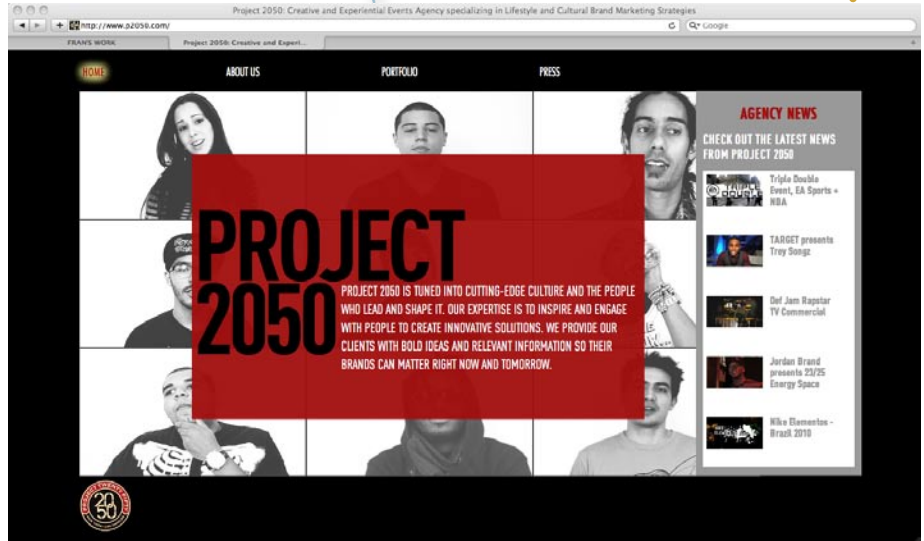 Project 2050: Creative and Experiential Events Agency specializing in Lifestyle and Cultural Brand Marketing Strategies
http://www.p2050.com/
Google
FRAN'S WORK
Project 2050: Creative and Experi...
HOME
ABOUT US
PORTFOLIO
PRESS
PROJECT
2050
PROJECT 2050 IS TUNED INTO CUTTING-EDGE CULTURE AND THE PEOPLE
WHO LEAD AND SHAPE IT. OUR EXPERTISE IS TO INSPIRE AND ENGAGE
WITH PEOPLE TO CREATE INNOVATIVE SOLUTIONS. WE PROVIDE OUR
CLIENTS WITH BOLD IDEAS AND RELEVANT INFORMATION SO THEIR
BRANDS CAN MATTER RIGHT NOW AND TOMORROW.
AGENCY NEWS
CHECK OUT THE LATEST NEWS
FROM PROJECT 2050
TRIPLE
DOUBLE
Triple Double
Event, EA Sports +
NBA
TARGET presents
Trey Songz
Def Jam Rapstar
TV Commercial
Jordan Brand
presents 23/25
Energy Space
Nike Elementos -
Brazil 2010
PROJECT TWENTY FIFTY
20
50